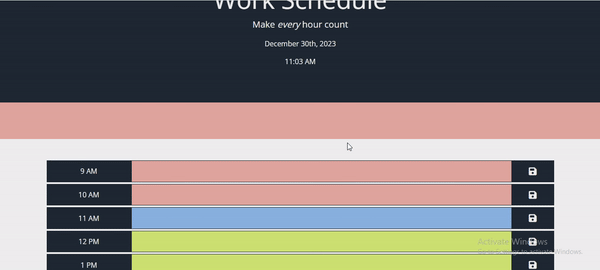 Work Schedule
Make every hour count
December 30th, 2023
11:03 AM
9 AM
10 AM
11 AM
12 PM
1 PM
Activate Windows
Go to Settings to activate Windows.